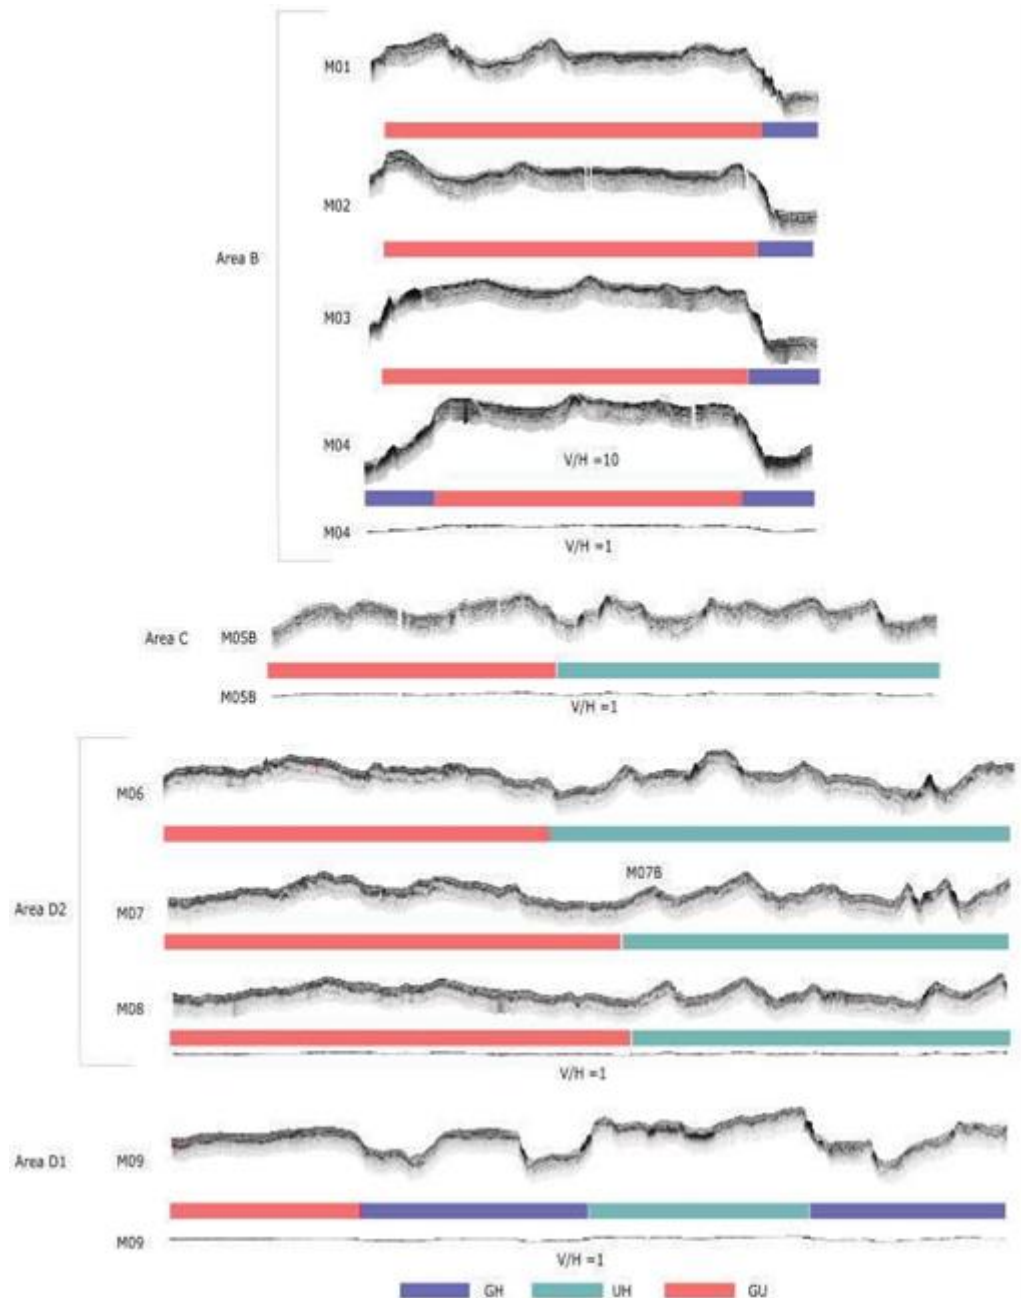 M01
M02
Area B
M03
M04
V/H =10
M04
V/H =1
Area C M05B
M05B
V/H =1
M06
M07B
Area D2 M07
M08
V/H =1
Area D1 M09
M09
V/H =1
GH UH GU